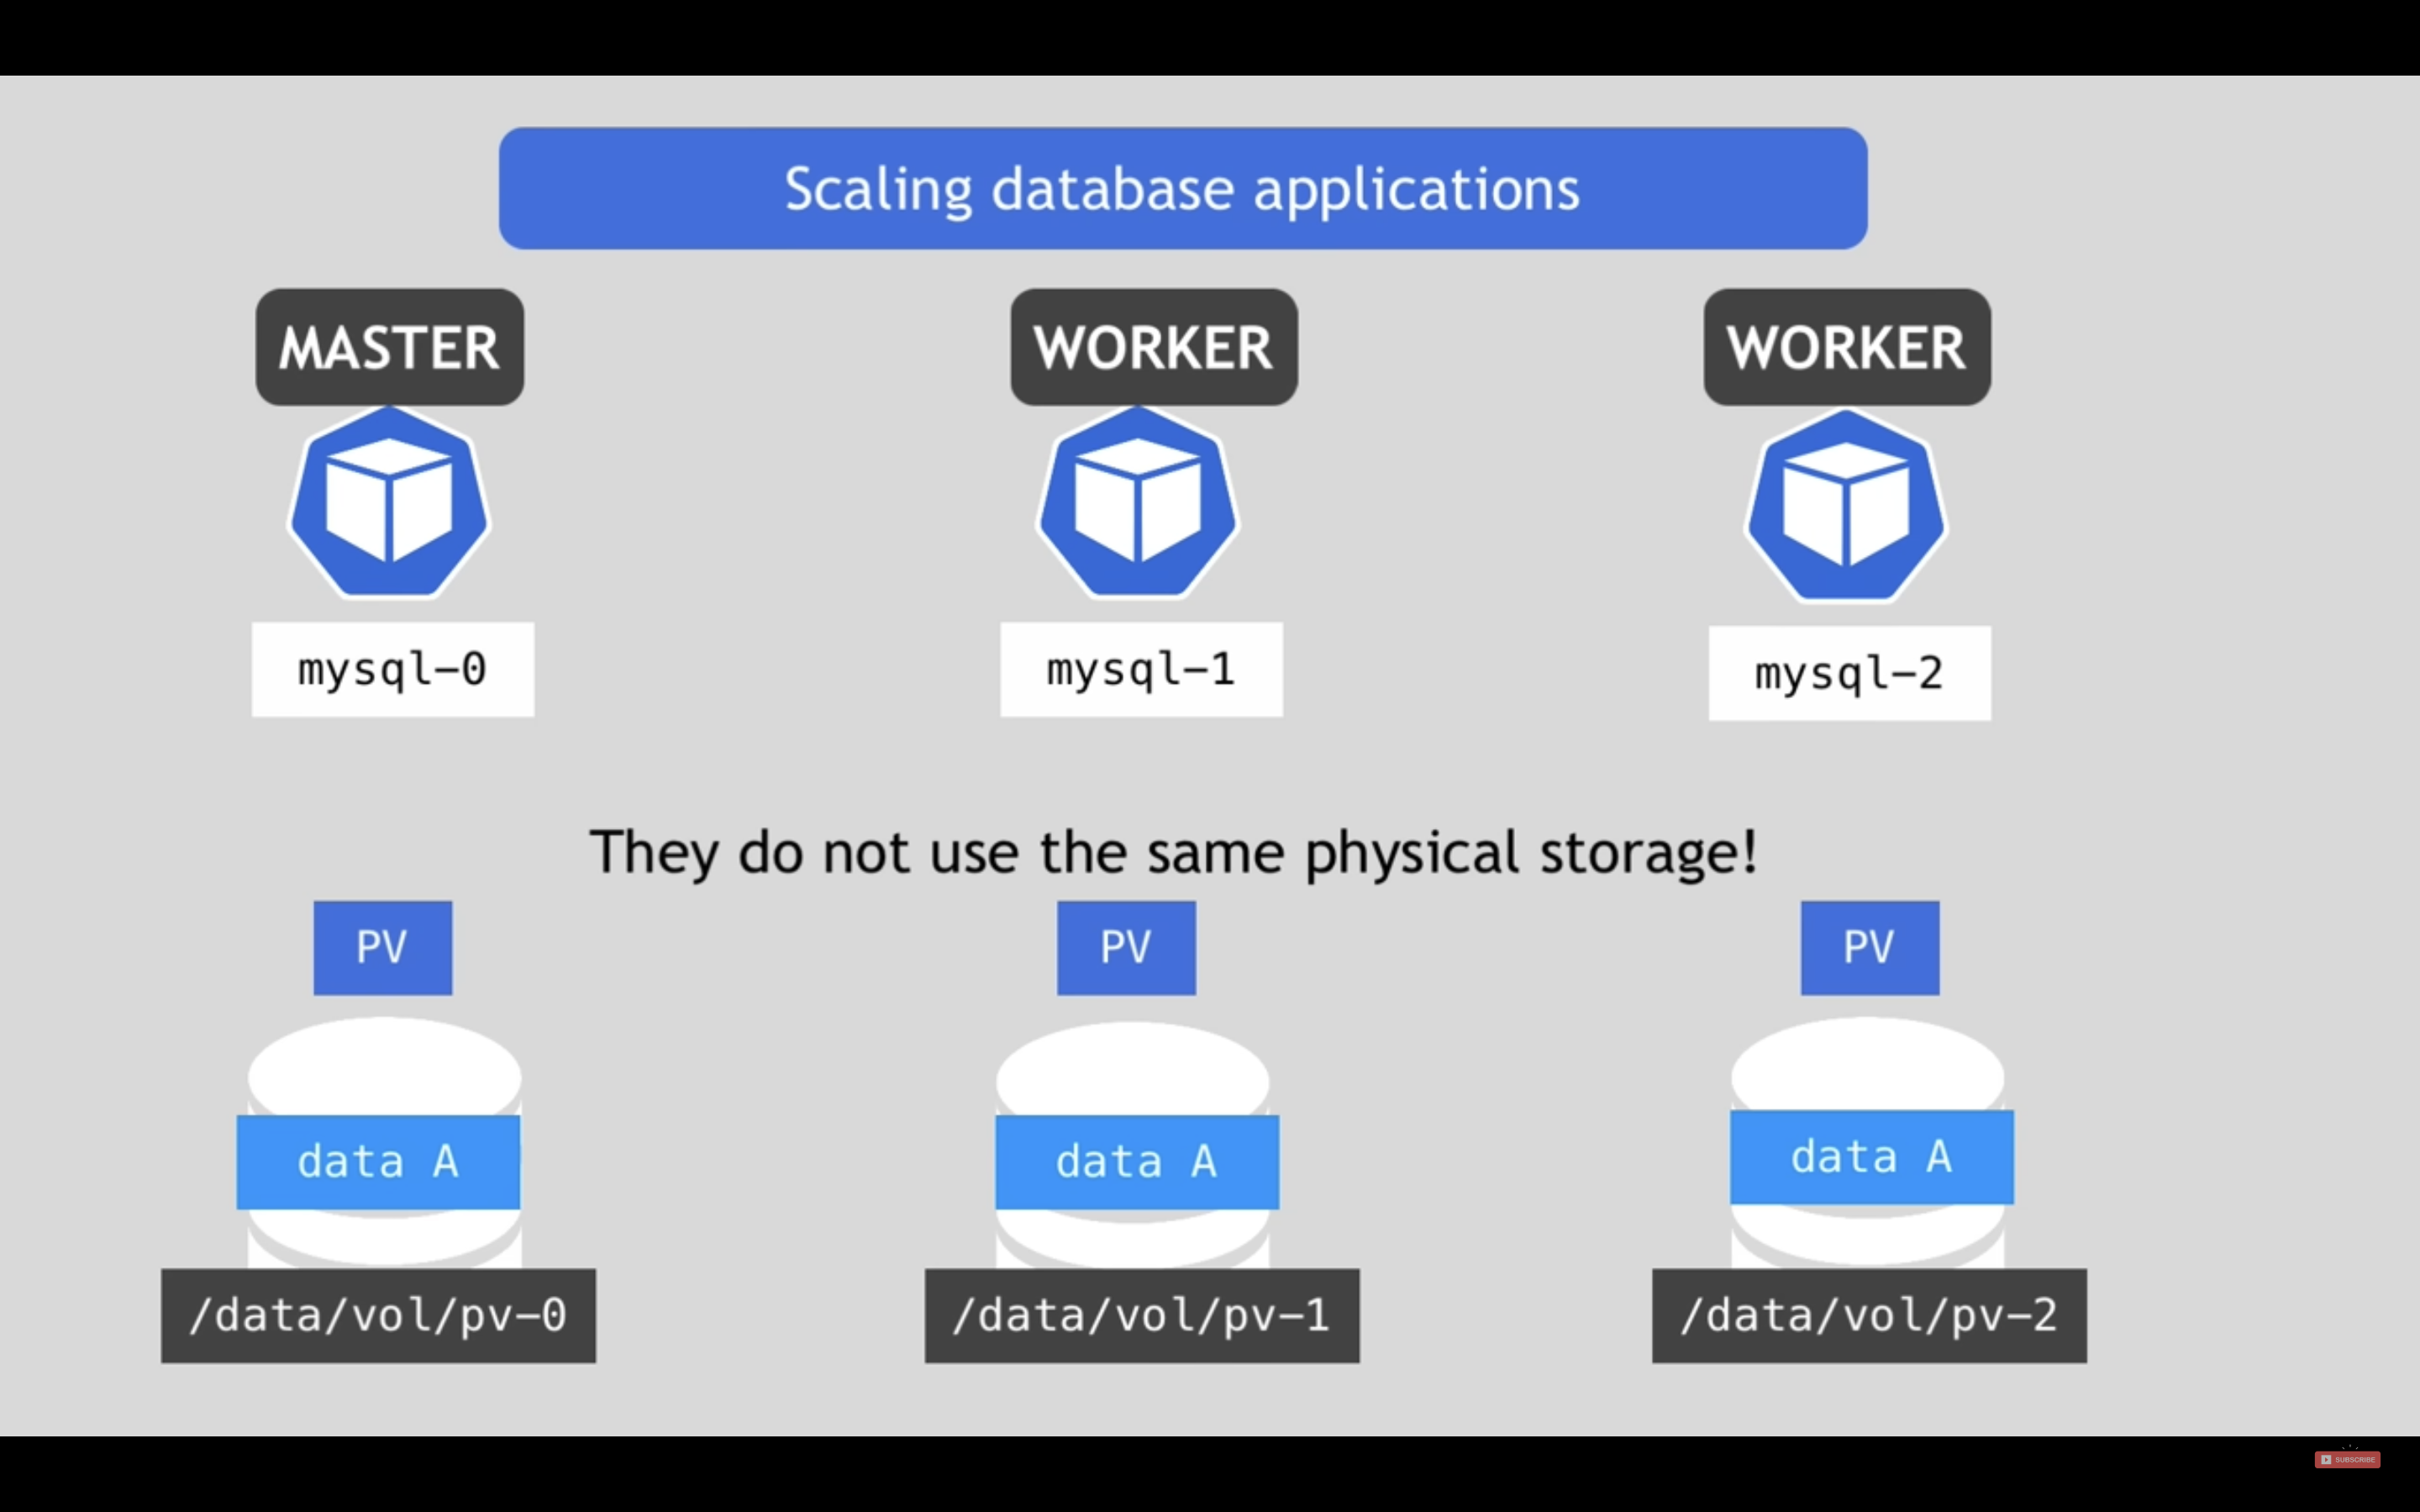 Scaling database applications
MASTER
WORKER
WORKER
mysql-0
mysql-1
mysql-2
They do not use the same physical storage!
PV
PV
PV
data A
data A
data A
/data/vol/pv-0
/data/vol/pv-1
/data/vol/pv-2
SUBSCRIBE